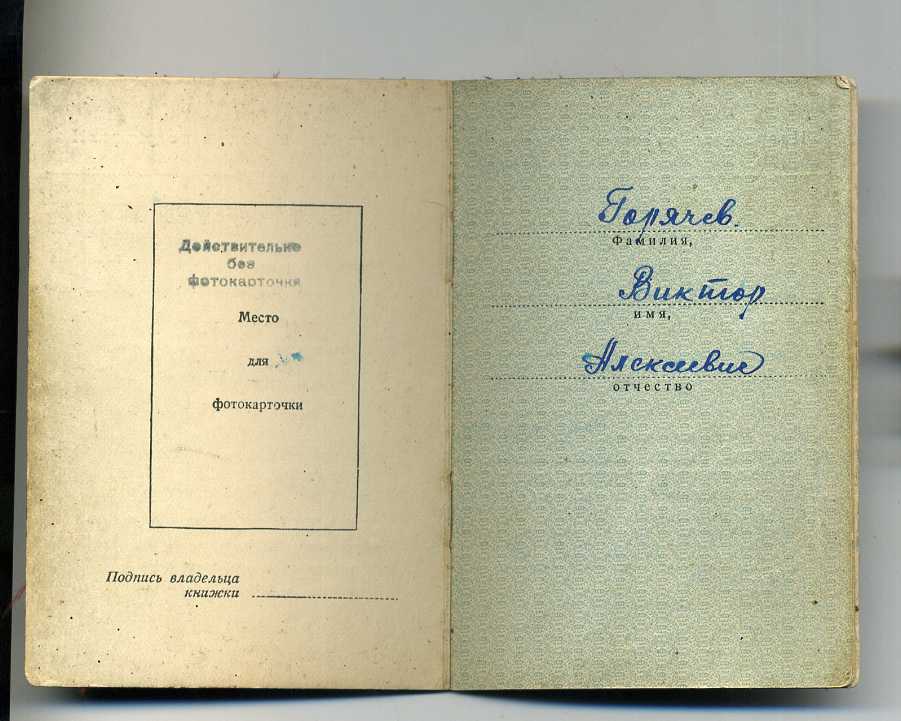 Действительно
без
фотокарточки
Место
для
фотокарточки
Подпись владельца
книжки
Горячев.
Фамилия,
Виктор
имя,
Алексеевич
отчество